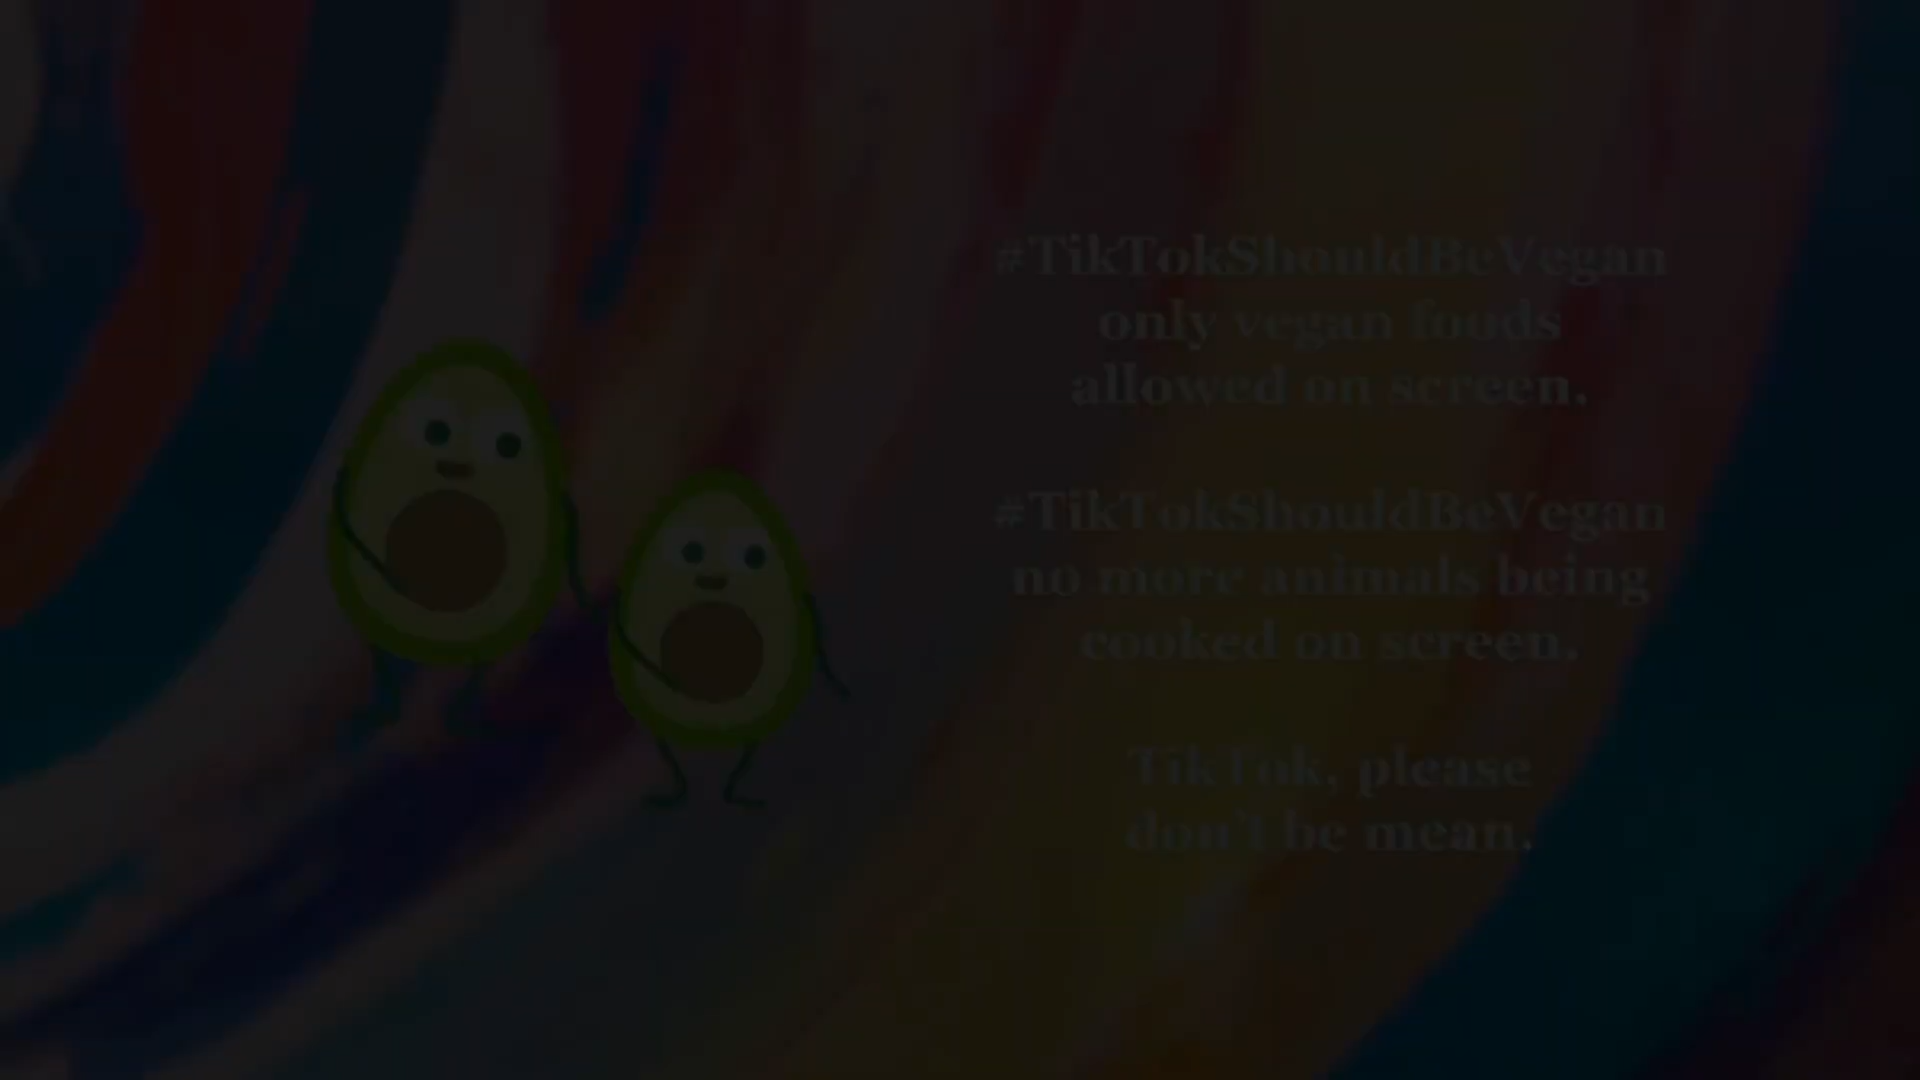 #TikTokShouldBeVegan
only vegan foods
allowed on screen.
#TikTokShouldBeVegan
no more animals being
cooked on screen.
TikTok, please
don't be mean.